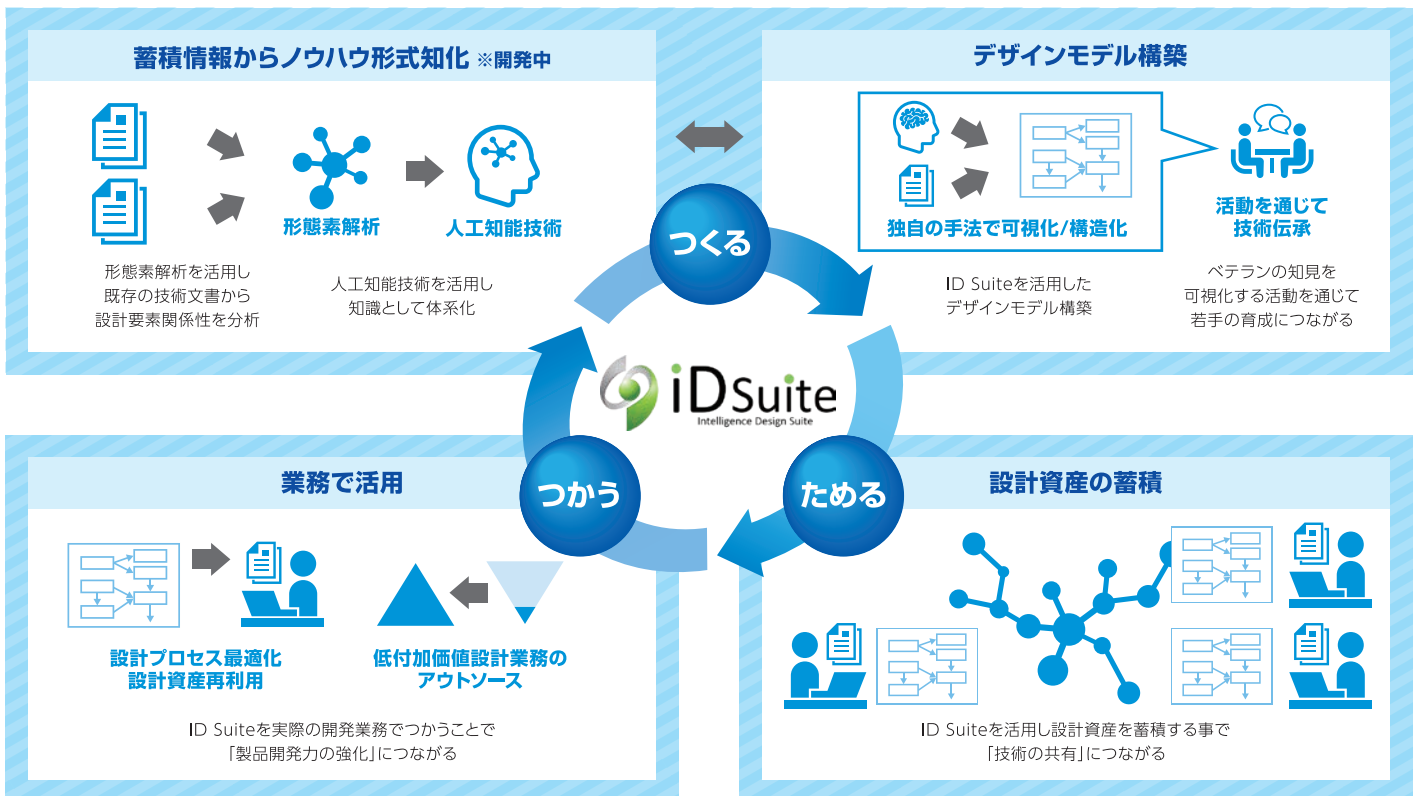 蓄積情報からノウハウ形式知化 ※開発中
形態素解析
人工知能技術
形態素解析を活用し
既存の技術文書から
設計要素関係性を分析
人工知能技術を活用し
知識として体系化
デザインモデル構築
独自の手法で可視化/構造化
活動を通じて
技術伝承
ID Suiteを活用した
デザインモデル構築
ベテランの知見を
可視化する活動を通じて
若手の育成につながる
つくる
iD Suite
Intelligence Design Suite
つかう
ためる
業務で活用
設計プロセス最適化
設計資産再利用
低付加価値設計業務の
アウトソース
ID Suiteを実際の開発業務でつかうことで
「製品開発力の強化」につながる
設計資産の蓄積
ID Suiteを活用し設計資産を蓄積する事で
「技術の共有」につながる